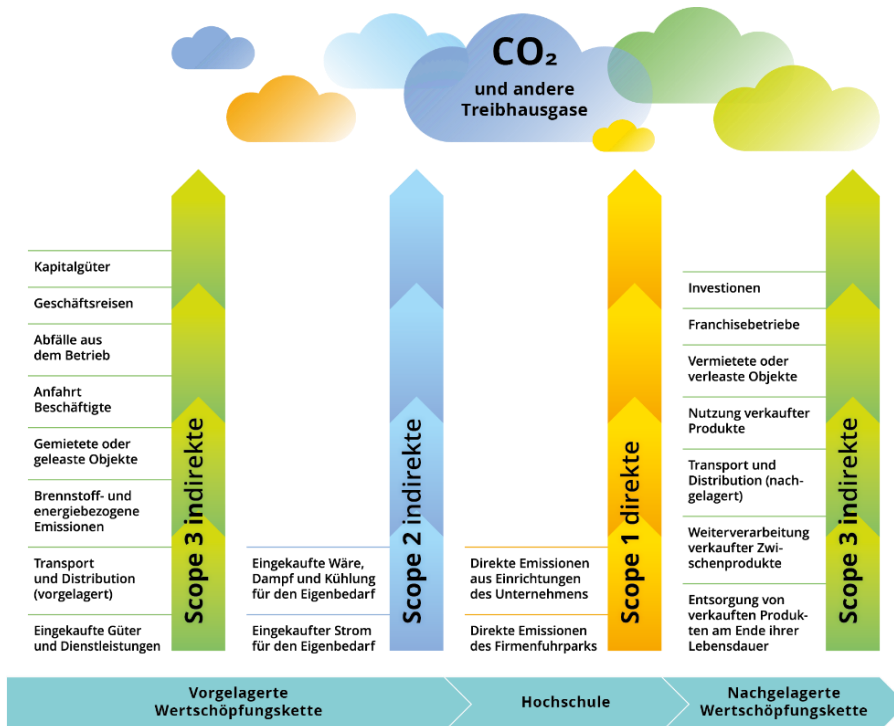 CO₂
und andere
Treibhausgase
Kapitalgüter
Geschäftsreisen
Abfälle aus
dem Betrieb
Anfahrt
Beschäftigte
Gemietete oder
geleaste Objekte
Brennstoff- und
energiebezogene
Emissionen
Transport
und Distribution
(vorgelagert)
Eingekaufte Güter
und Dienstleistungen
Scope 3 indirekte
Eingekaufte Wäre,
Dampf und Kühlung
für den Eigenbedarf
Eingekaufter Strom
für den Eigenbedarf
Scope 2 indirekte
Direkte Emissionen
aus Einrichtungen
des Unternehmens
Direkte Emissionen
des Firmenfuhrparks
Scope 1 direkte
Investionen
Franchisebetriebe
Vermietete oder
verleaste Objekte
Nutzung verkaufter
Produkte
Transport und
Distribution (nach-
gelagert)
Weiterverarbeitung
verkaufter Zwi-
schenprodukte
Entsorgung von
verkauften Produk-
ten am Ende ihrer
Lebensdauer
Scope 3 indirekte
Vorgelagerte
Wertschöpfungskette
Hochschule
Nachgelagerte
Wertschöpfungskette